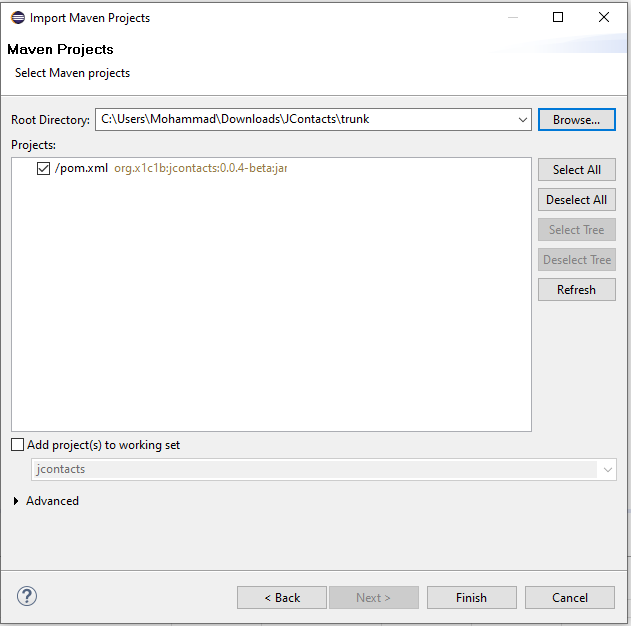 Import Maven Projects
Maven Projects
Select Maven projects
Root Directory: C:\Users\Mohammad\Downloads\JContacts\trunk Browse...
Projects:
/pom.xml org.x1c1b:jcontacts:0.0.4-beta:jar
Select All
Deselect All
Select Tree
Deselect Tree
Refresh
Add project(s) to working set
jcontacts
Advanced
? < Back Next > Finish Cancel